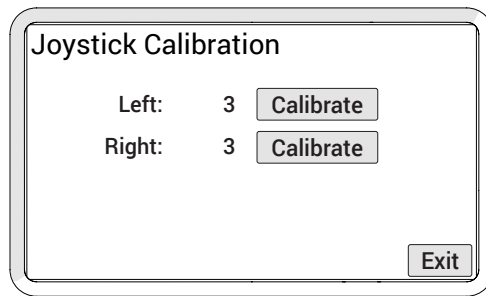 Joystick Calibration
Left: 3 Calibrate
Right: 3 Calibrate
Exit